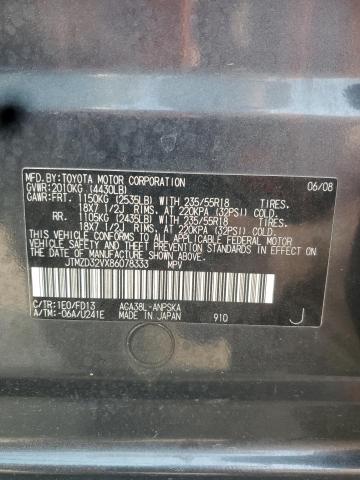 MFD.BY:TOYOTA MOTOR CORPORATION 06/08
GVWR:2010KG (4430LB)
GAWR:FRT. 1150KG (2535LB) WITH 235/55R18 TIRES.
18X7 1/2J RIMS, AT 220KPA (32PSI) COLD.
RR. 1105KG (2435LB) WITH 235/55R18 TIRES.
18X7 1/2J RIMS, AT 220KPA (32PSI) COLD.
THIS VEHICLE CONFORMS TO ALL APPLICABLE
FEDERAL MOTOR VEHICLE SAFETY STANDARDS IN
EFFECT ON THE DATE OF MANUFACTURE SHOWN ABOVE.
JTMZD32VX86078333 MPV
C/TR:1E0/FD13 ACA38L-ANPSKA
A/TM:-06A/U241E MADE IN JAPAN 910 J